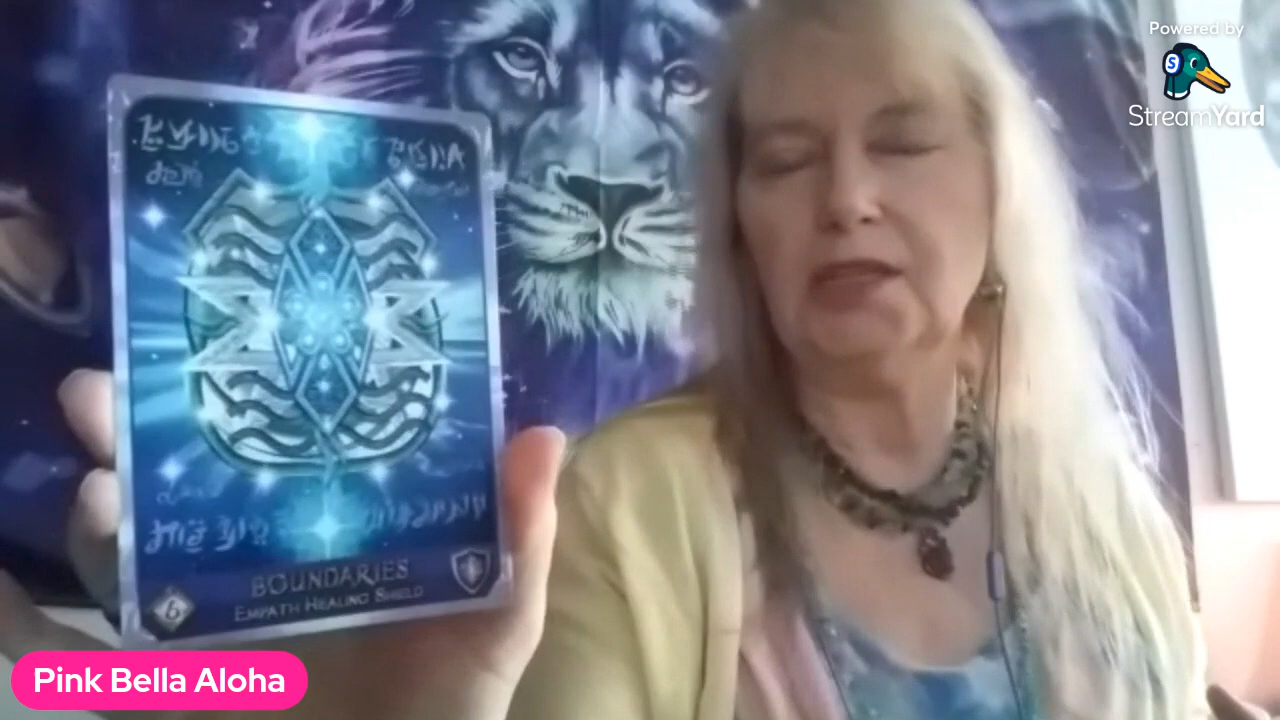 Powered by
StreamYard
BOUNDARIES
EMPATH HEALING SHIELD
6
Pink Bella Aloha